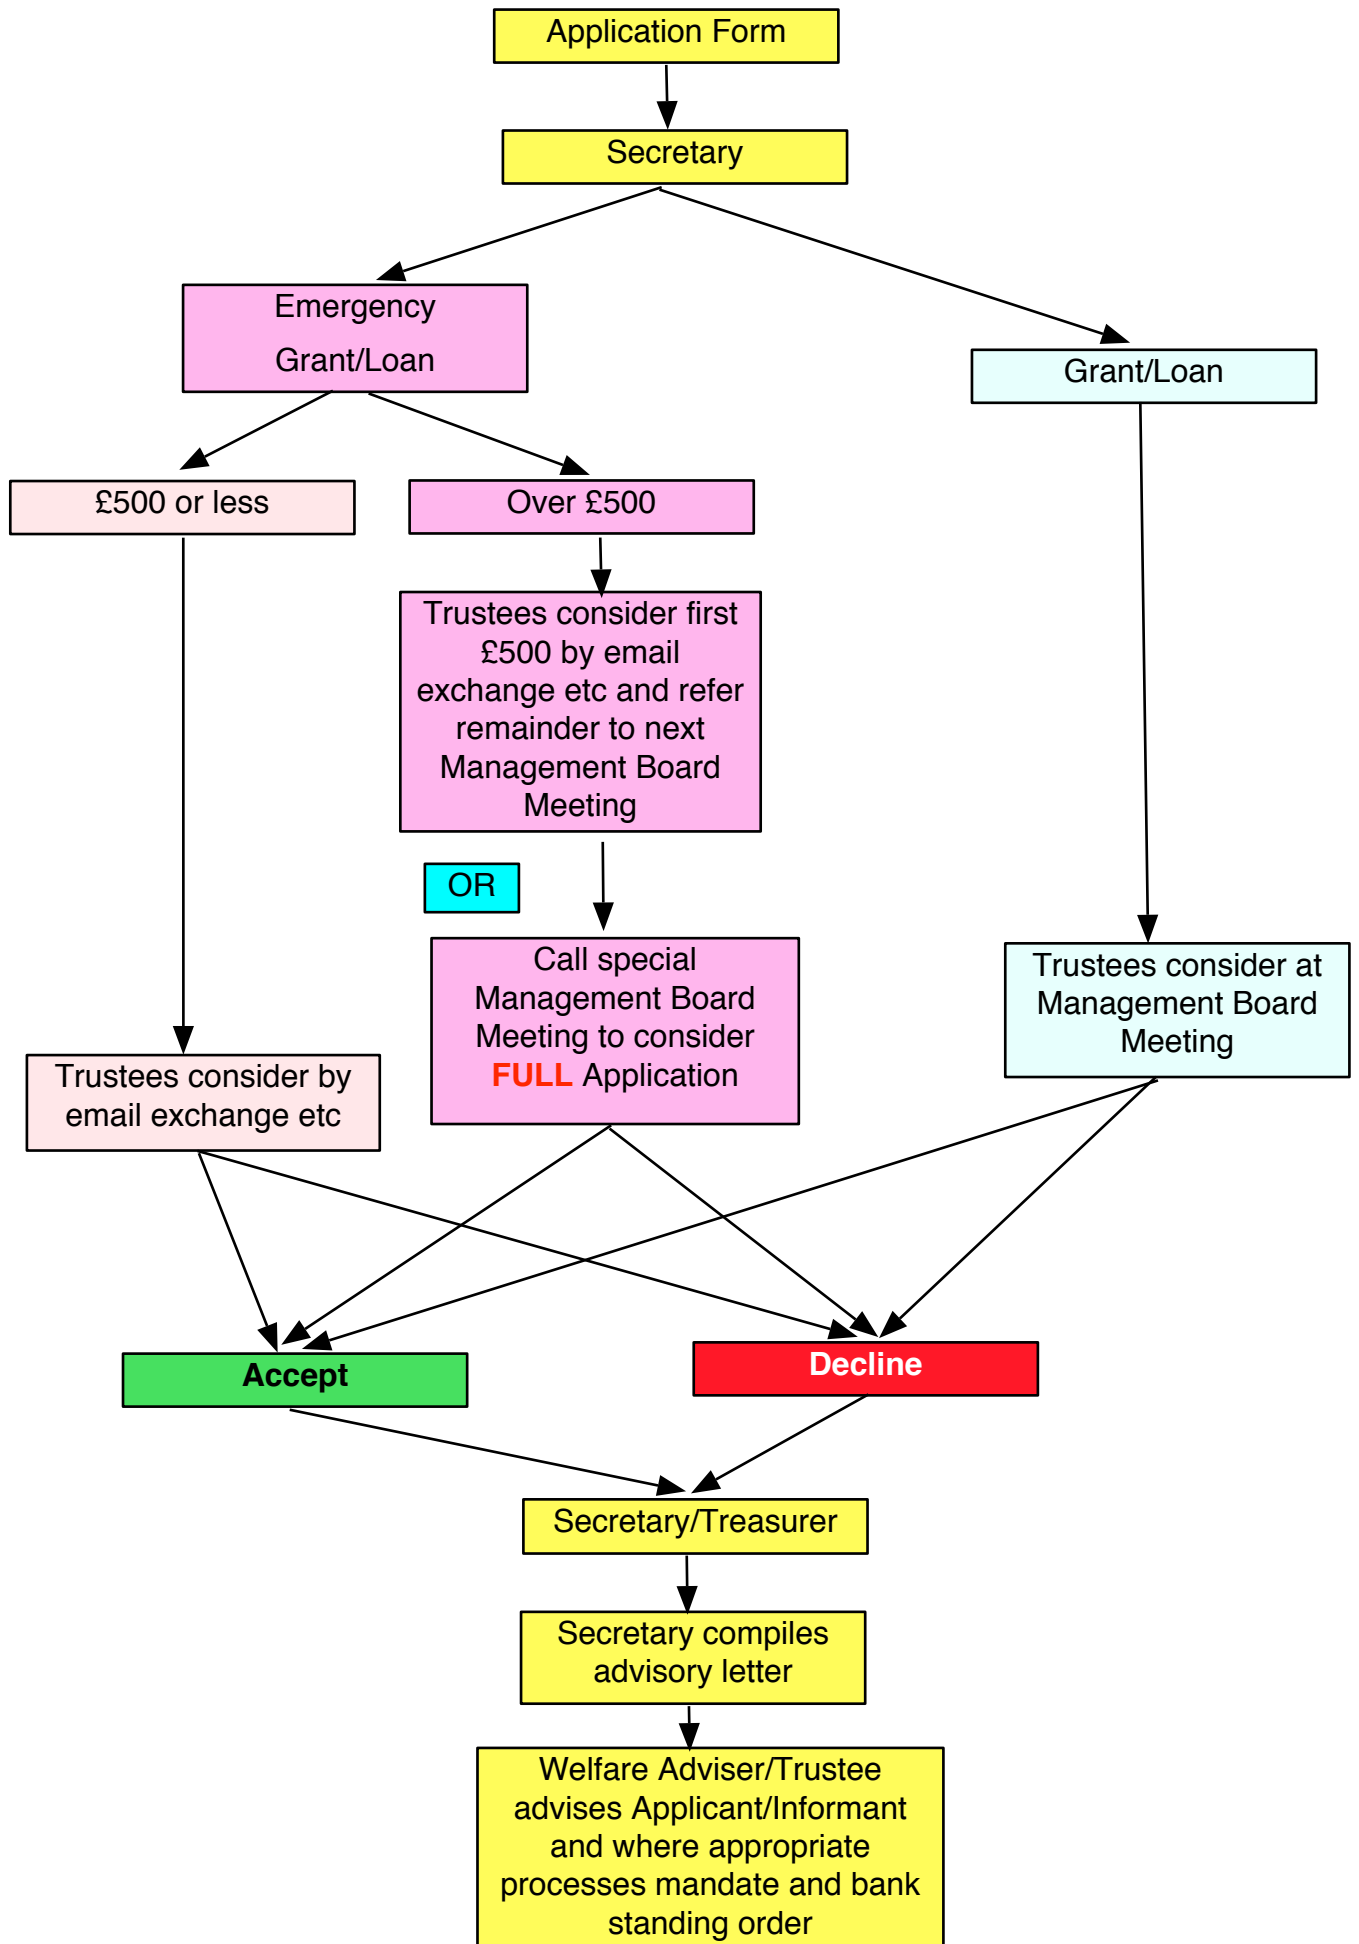 Application Form
Secretary
Emergency
Grant/Loan
Grant/Loan
£500 or less
Over £500
Trustees consider first
£500 by email
exchange etc and refer
remainder to next
Management Board
Meeting
OR
Call special
Management Board
Meeting to consider
FULL Application
Trustees consider at
Management Board
Meeting
Trustees consider by
email exchange etc
Accept
Decline
Secretary/Treasurer
Secretary compiles
advisory letter
Welfare Adviser/Trustee
advises Applicant/Informant
and where appropriate
processes mandate and bank
standing order